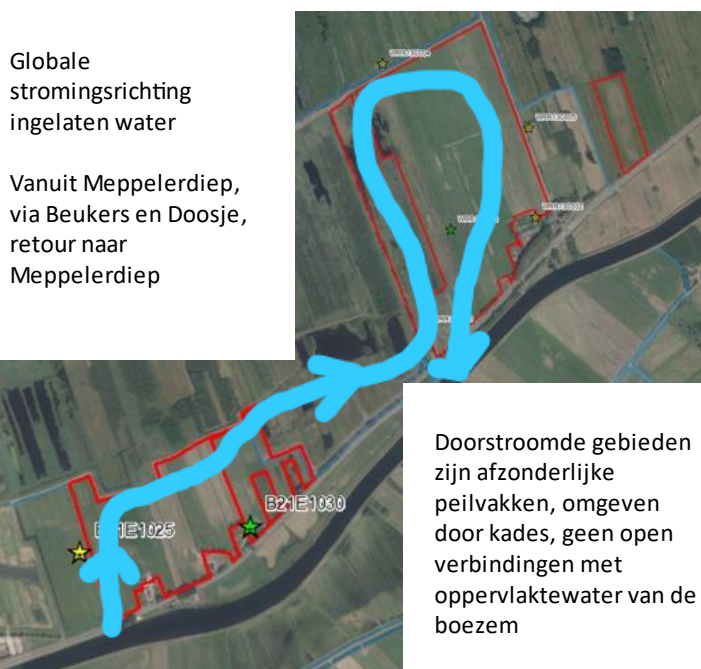 Globale
stromingsrichting
ingelaten water
Vanuit Meppelerdiep,
via Beukers en Doosje,
retour naar
Meppelerdiep
B21E1030
Doorstroomde gebieden
zijn afzonderlijke
peilvakken, omgeven
door kades, geen open
verbindingen met
oppervlaktewater van de
boezem